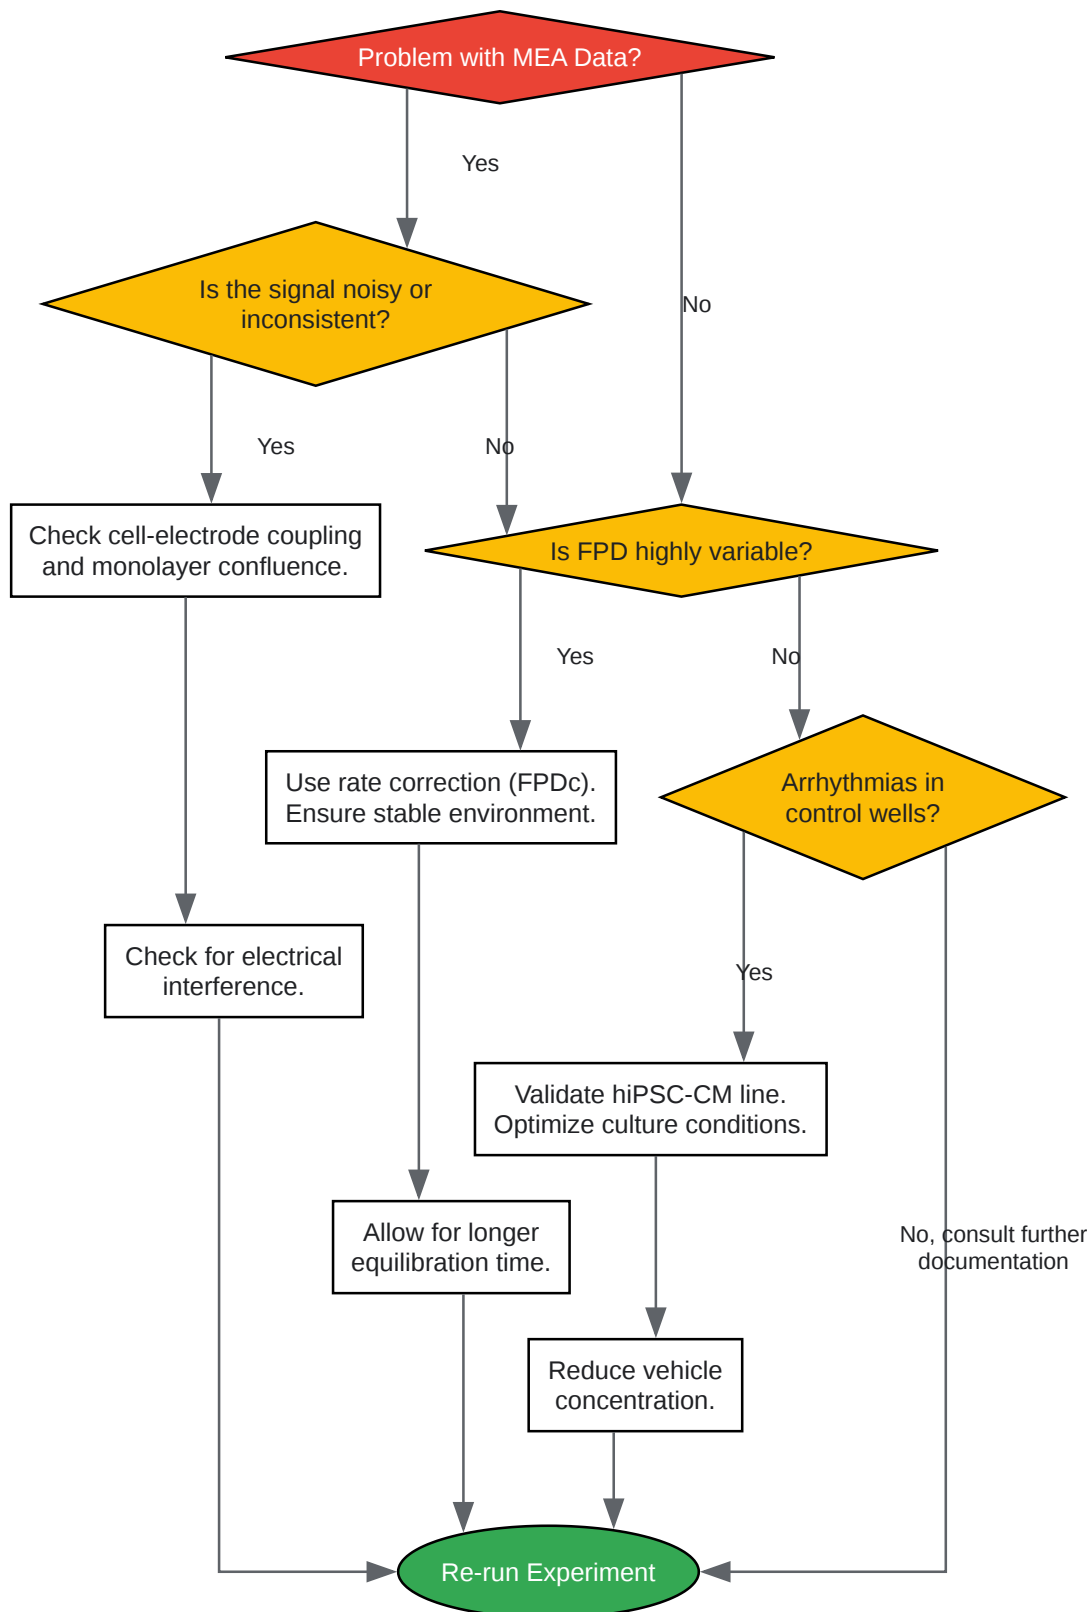 Problem with MEA Data?
Yes
Is the signal noisy or
inconsistent?
No
Yes
No
Check cell-electrode coupling
and monolayer confluence.
Is FPD highly variable?
Yes
No
Use rate correction (FPDc).
Ensure stable environment.
Arrhythmias in
control wells?
Check for electrical
interference.
Yes
Validate hiPSC-CM line.
Optimize culture conditions.
Allow for longer
equilibration time.
No, consult further
documentation
Reduce vehicle
concentration.
Re-run Experiment